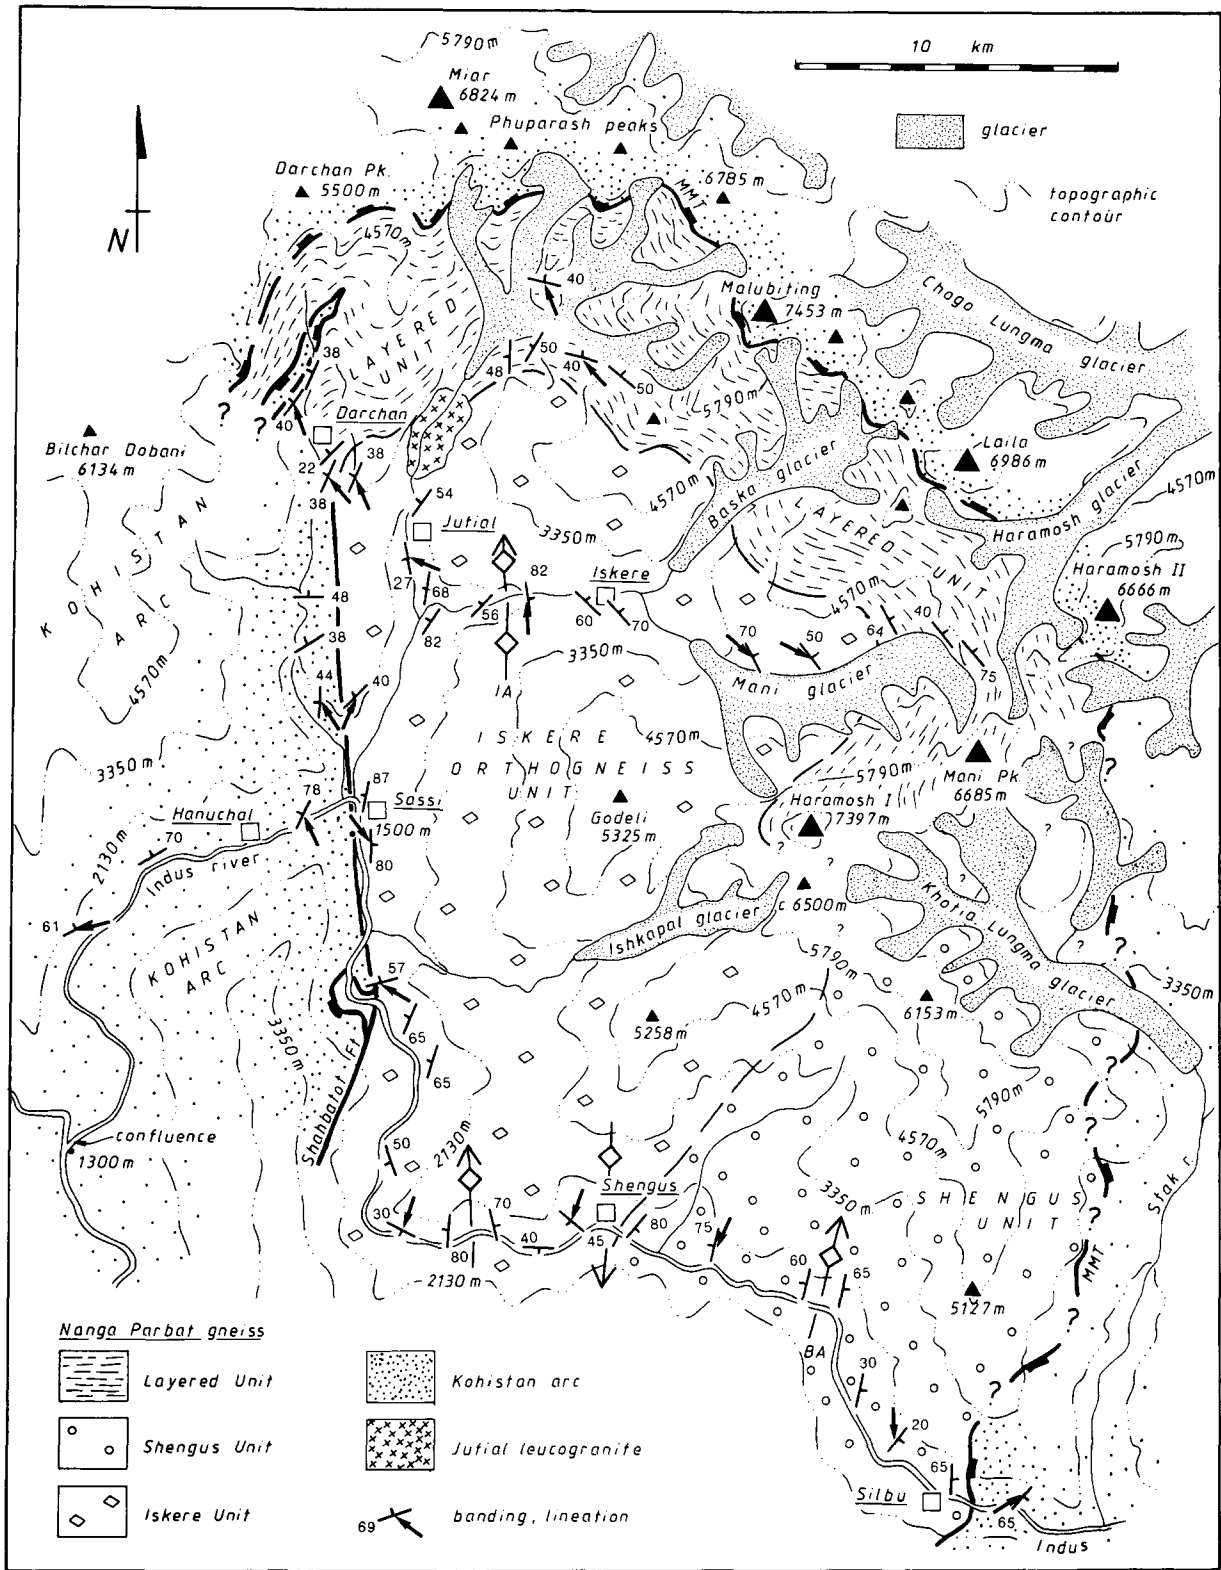 5790m
10 km
Miar
6824 m
Phuparash peaks
glacier
Darchan Pk.
5500m
MMT
6785 m
topographic
contour
N
4570m
40
Malubiting
7453 m
Chogo Lungma
glacier
LAYERED
UNIT
38
50
48
40
50
5790m
?
?
40
Darchan
Bilchar Dobani
6134 m
22
38
38
Laila
6986 m
4570m
54
Jutial
4570m
Baska glacier
LAYERED
UNIT
Haramosh glacier
3350m
5790m
Haramosh II
6666 m
KOHISTAN
ARC
27
68
82
56
82
Iskere
60
70
48
38
4570m
40
64
70
50
75
44
40
3350m
Mani glacier
IA
4570m
ISKERE
ORTHOGNEISS
UNIT
4570m
5790m
Mani Pk.
6685 m
?
?
3350m
87
Sassi
1500 m
78
Hanuchal
70
Godeli
5325 m
Haramosh I
7397m
?
?
?
?
80
2130 m
Indus river
61
KOHISTAN
ARC
Ishkapal glacier
c. 6500m
Khotia Lungma glacier
?
?
?
5790m
3350m
57
4570m
6153m
3350m
Shahbatot Ft
65
5258 m
65
?
5790m
?
confluence
1300m
50
2130m
4570m
Stak r.
Shengus
3350m
SHENGUS
UNIT
?
30
70
80
40
45
80
75
2130 m
60
65
5127m
MMT
?
BA
30
?
20
65
Silbu
65
Indus
Nanga Parbat gneiss
Layered Unit
Kohistan arc
Shengus Unit
Jutial leucogranite
Iskere Unit
69
banding, lineation